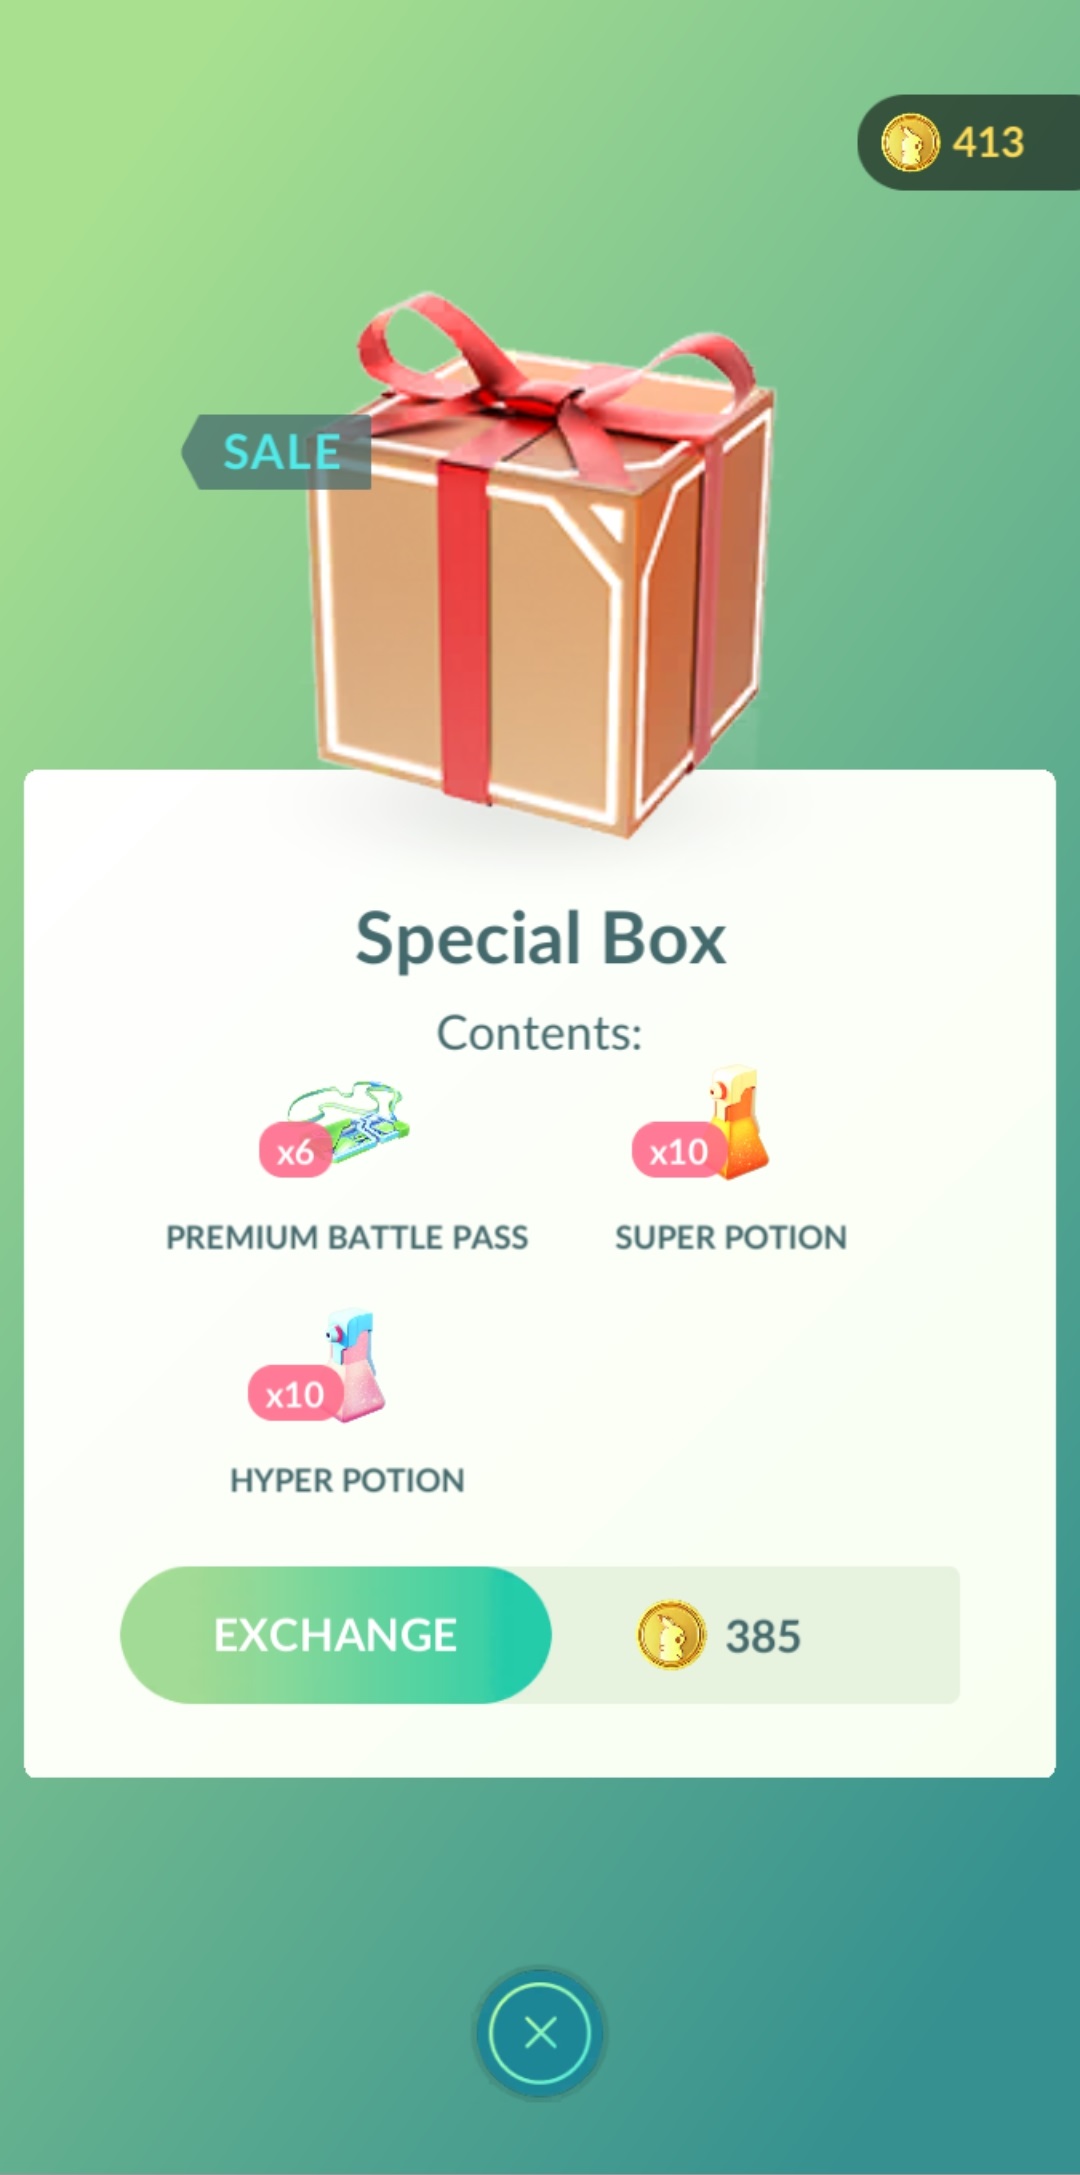 413
SALE
Special Box
Contents:
x6
x10
PREMIUM BATTLE PASS
SUPER POTION
x10
HYPER POTION
EXCHANGE
385